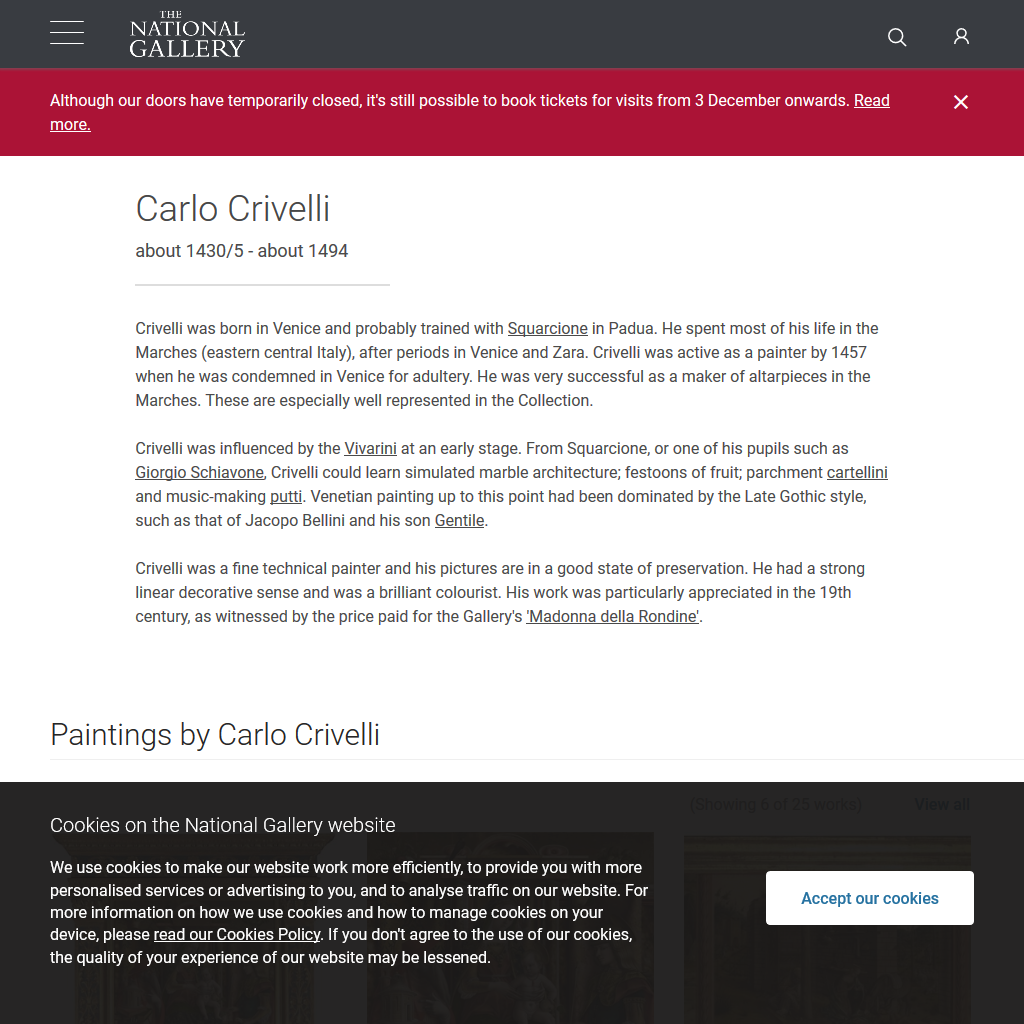 THE
NATIONAL
GALLERY
Although our doors have temporarily closed, it's still possible to book tickets for visits from 3 December onwards. Read
more.
Carlo Crivelli
about 1430/5 - about 1494
Crivelli was born in Venice and probably trained with Squarcione in Padua. He spent most of his life in the
Marches (eastern central Italy), after periods in Venice and Zara. Crivelli was active as a painter by 1457
when he was condemned in Venice for adultery. He was very successful as a maker of altarpieces in the
Marches. These are especially well represented in the Collection.
Crivelli was influenced by the Vivarini at an early stage. From Squarcione, or one of his pupils such as
Giorgio Schiavone, Crivelli could learn simulated marble architecture; festoons of fruit; parchment cartellini
and music-making putti. Venetian painting up to this point had been dominated by the Late Gothic style,
such as that of Jacopo Bellini and his son Gentile.
Crivelli was a fine technical painter and his pictures are in a good state of preservation. He had a strong
linear decorative sense and was a brilliant colourist. His work was particularly appreciated in the 19th
century, as witnessed by the price paid for the Gallery's 'Madonna della Rondine'.
Paintings by Carlo Crivelli
(Showing 6 of 25 works) View all
Cookies on the National Gallery website
We use cookies to make our website work more efficiently, to provide you with more
personalised services or advertising to you, and to analyse traffic on our website. For
more information on how we use cookies and how to manage cookies on your
device, please read our Cookies Policy. If you don't agree to the use of our cookies,
the quality of your experience of our website may be lessened.
Accept our cookies